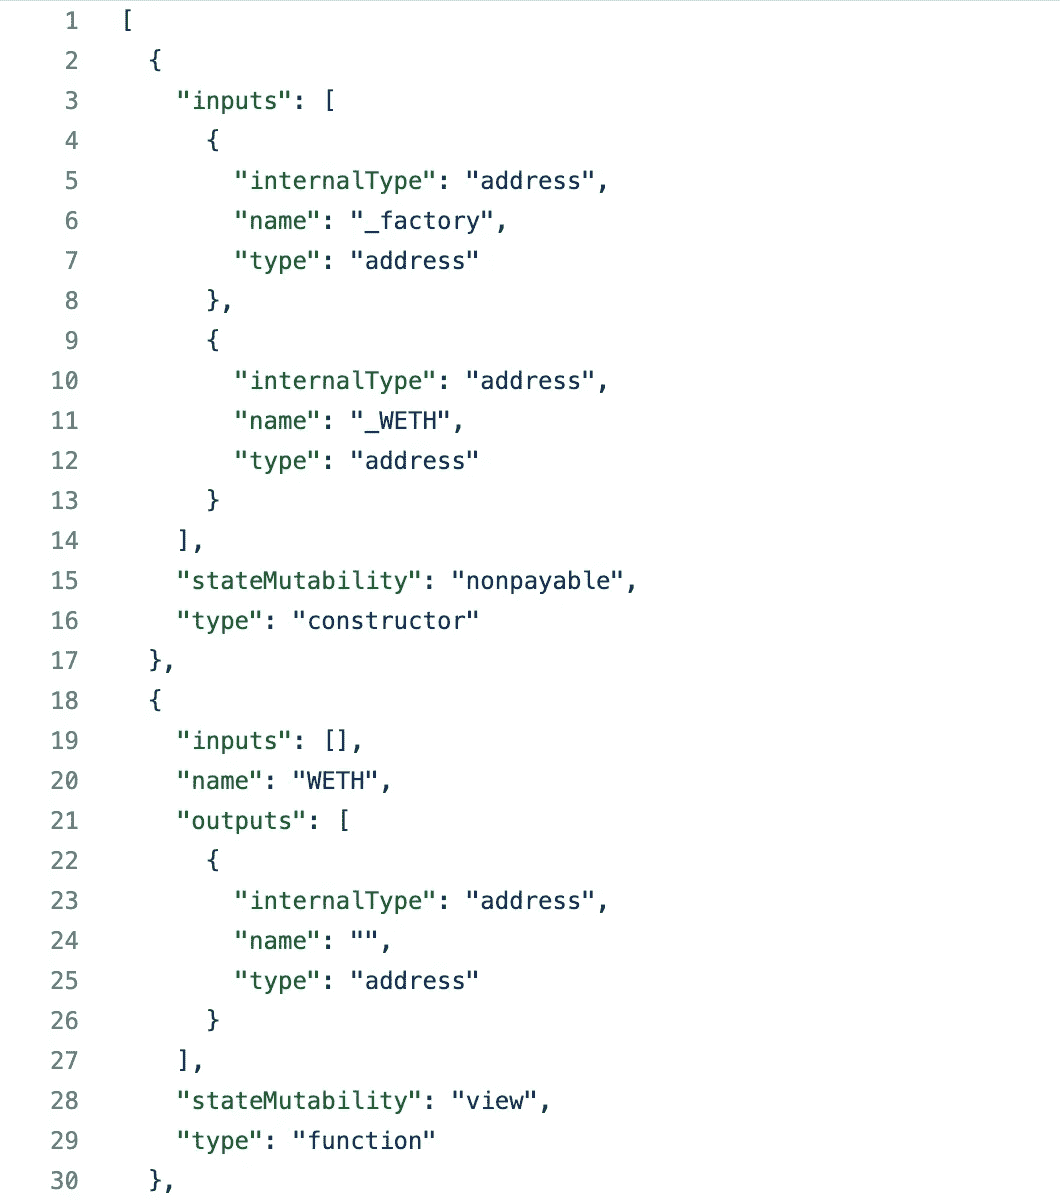 1 [
2   {
3     "inputs": [
4       {
5         "internalType": "address",
6         "name": "_factory",
7         "type": "address"
8       },
9       {
10         "internalType": "address",
11         "name": "_WETH",
12         "type": "address"
13       }
14     ],
15     "stateMutability": "nonpayable",
16     "type": "constructor"
17   },
18   {
19     "inputs": [],
20     "name": "WETH",
21     "outputs": [
22       {
23         "internalType": "address",
24         "name": "",
25         "type": "address"
26       }
27     ],
28     "stateMutability": "view",
29     "type": "function"
30   },